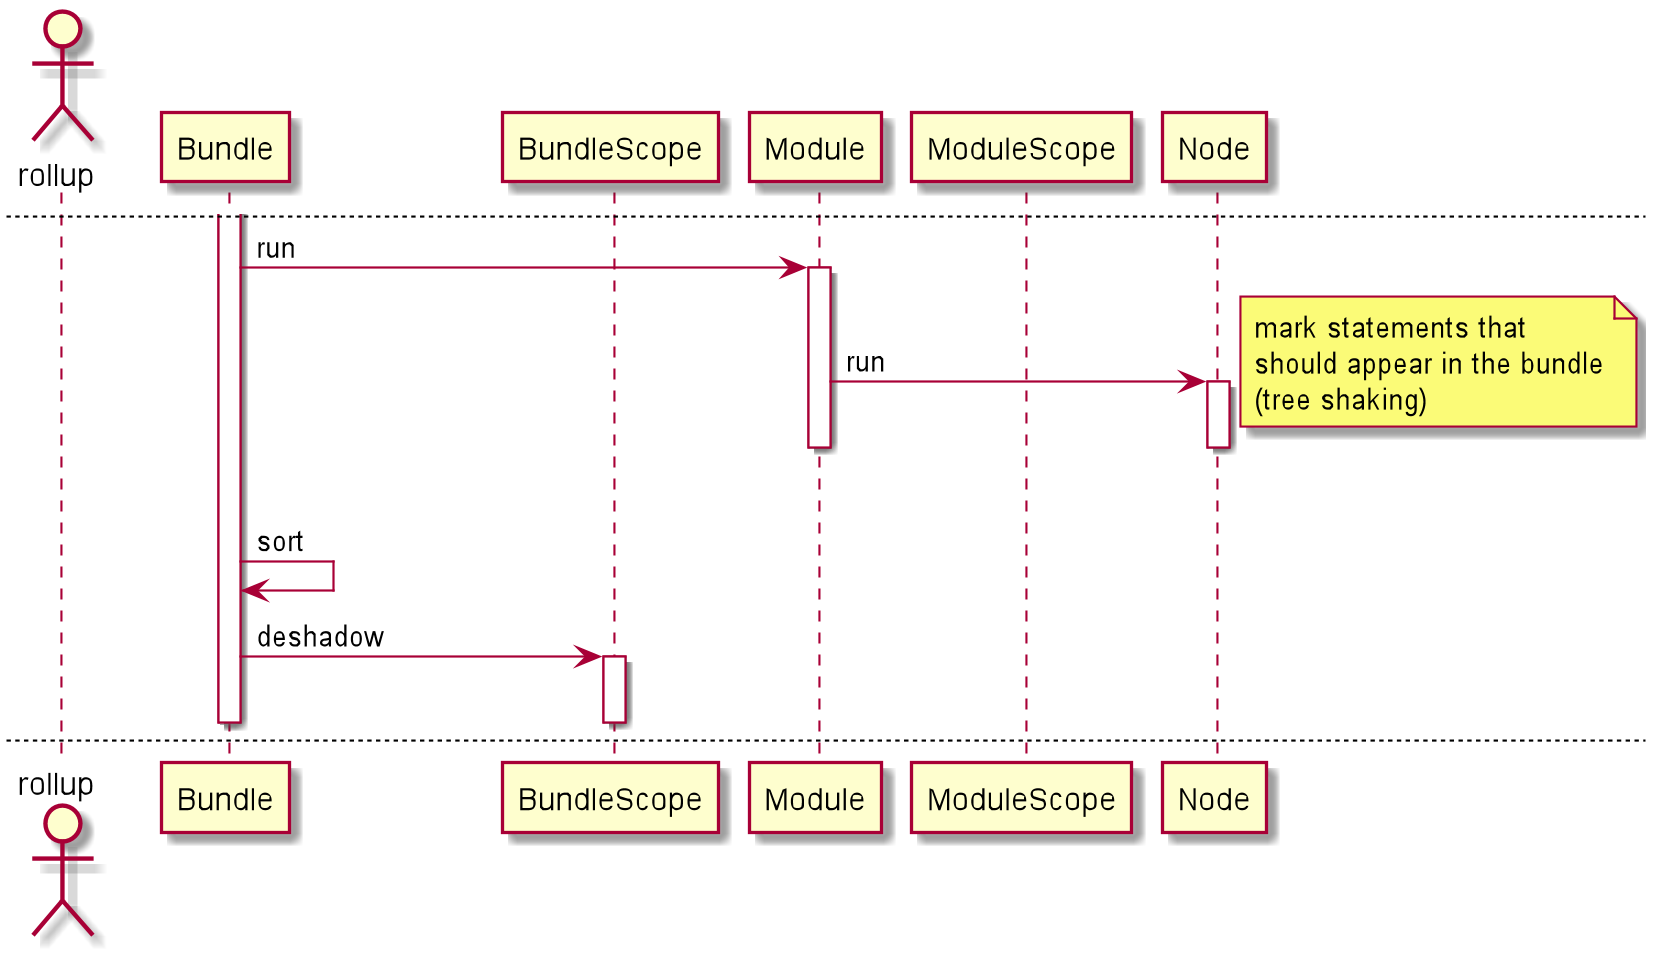 rollup
Bundle
BundleScope
Module
ModuleScope
Node
run
mark statements that
should appear in the bundle
(tree shaking)
run
sort
deshadow
rollup
Bundle
BundleScope
Module
ModuleScope
Node